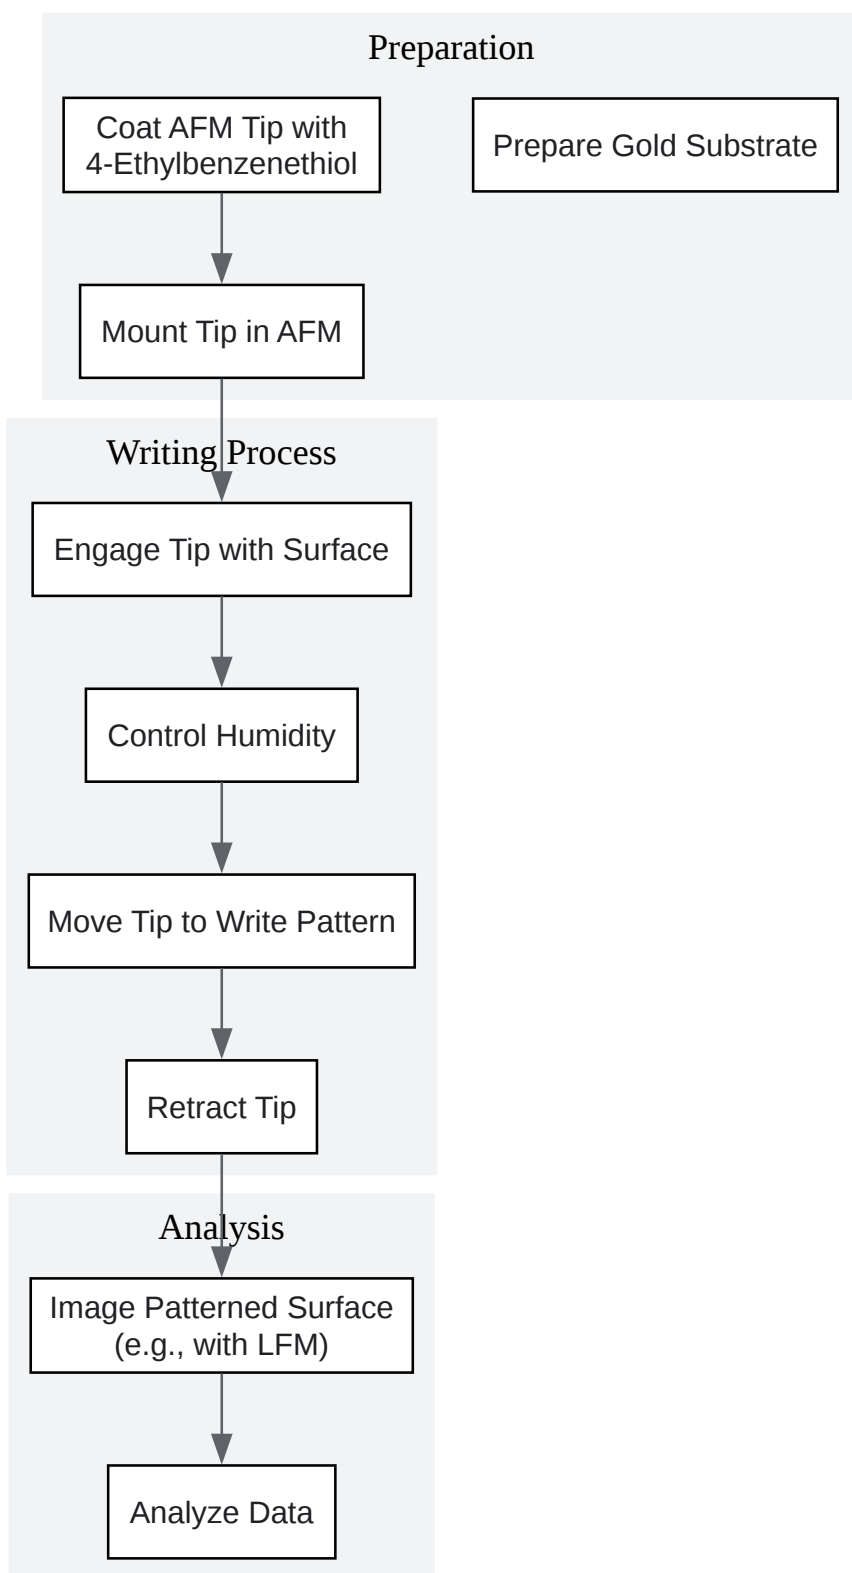 Preparation
Coat AFM Tip with
4-Ethylbenzenethiol
Prepare Gold Substrate
Mount Tip in AFM
Writing Process
Engage Tip with Surface
Control Humidity
Move Tip to Write Pattern
Retract Tip
Analysis
Image Patterned Surface
(e.g., with LFM)
Analyze Data